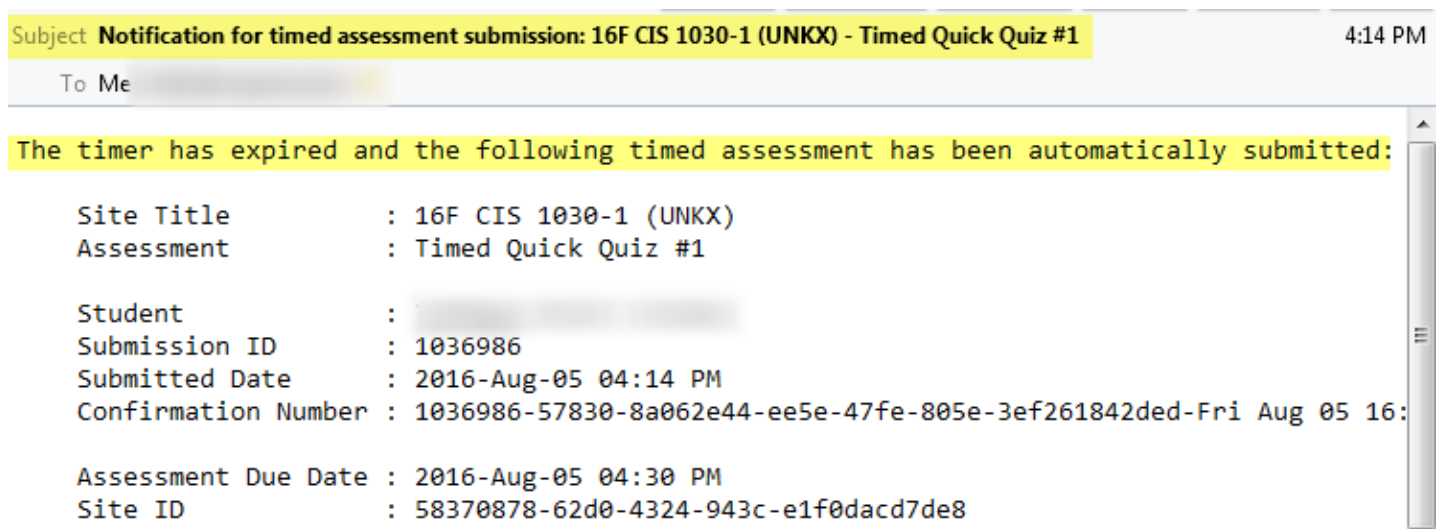 Subject Notification for timed assessment submission: 16F CIS 1030-1 (UNKX) - Timed Quick Quiz #1 4:14 PM
To Me
The timer has expired and the following timed assessment has been automatically submitted:
Site Title : 16F CIS 1030-1 (UNKX)
Assessment : Timed Quick Quiz #1
Student :
Submission ID : 1036986
Submitted Date : 2016-Aug-05 04:14 PM
Confirmation Number : 1036986-57830-8a062e44-ee5e-47fe-805e-3ef261842ded-Fri Aug 05 16:
Assessment Due Date : 2016-Aug-05 04:30 PM
Site ID : 58370878-62d0-4324-943c-e1f0dacd7de8